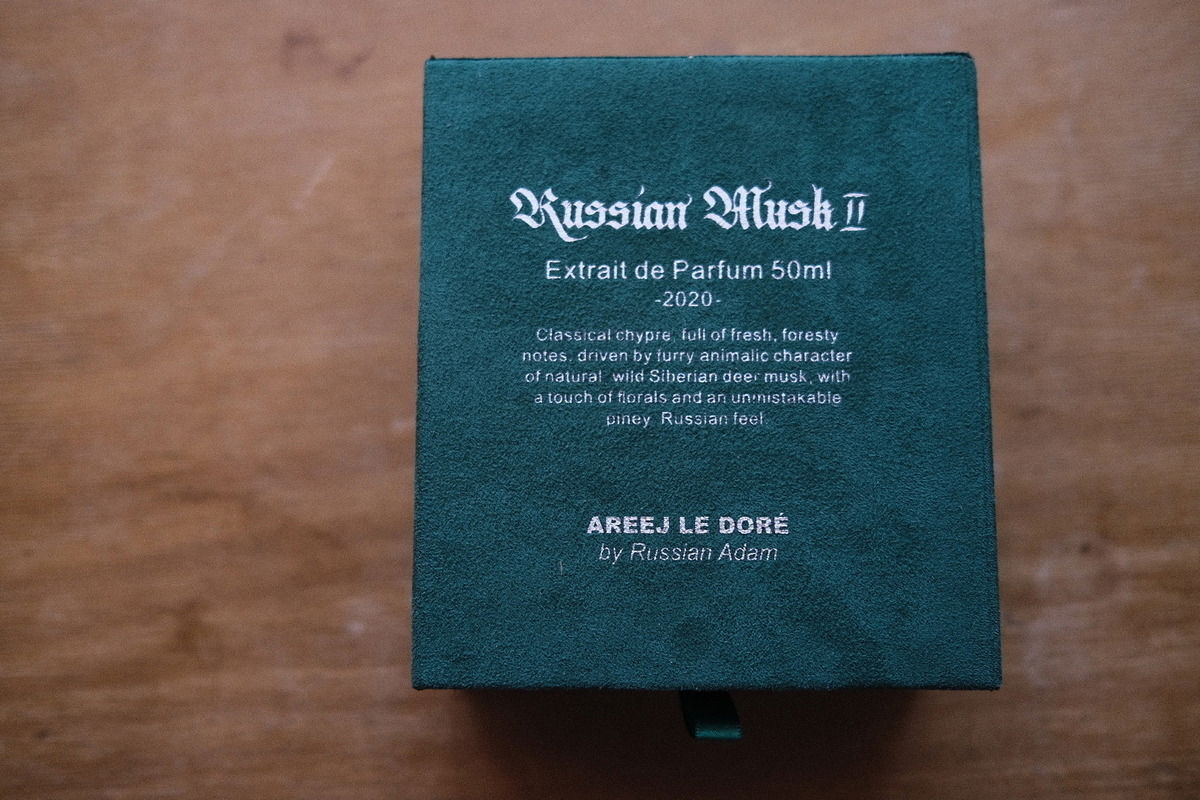 Russian Musk II
Extrait de Parfum 50ml
-2020-
Classical chypre, full of fresh, foresty
notes, driven by furry animalic character
of natural, wild Siberian deer musk, with
a touch of florals and an unmistakable
piney, Russian feel.
AREEJ LE DORÉ
by Russian Adam